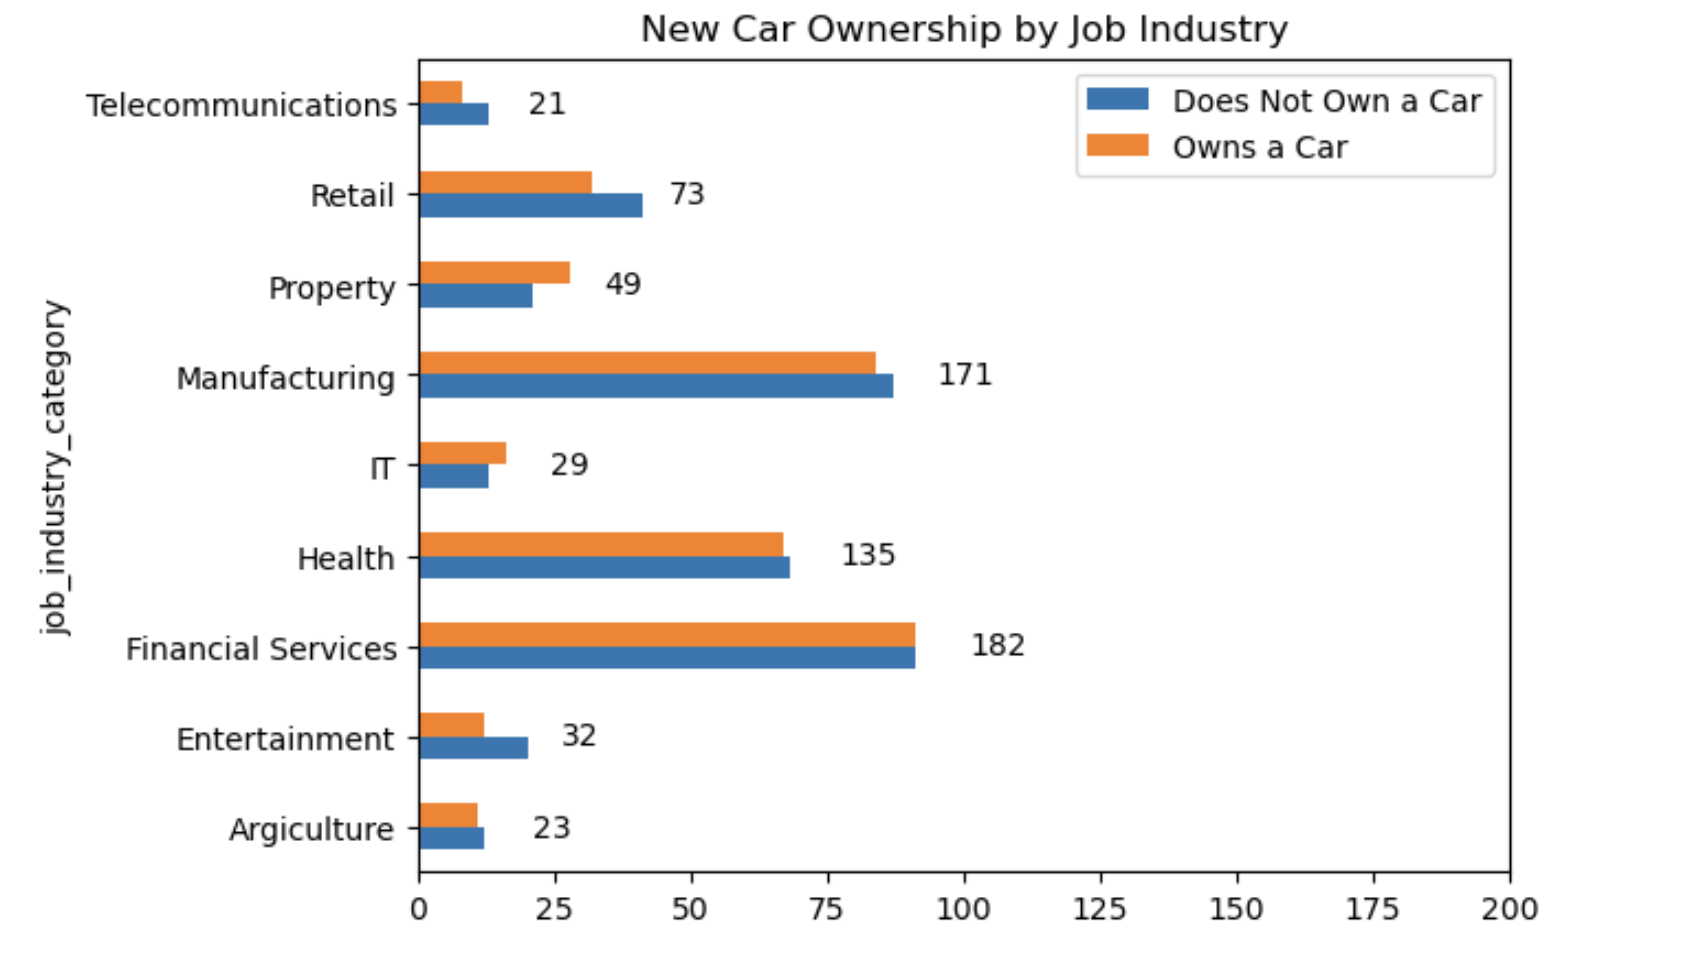 New Car Ownership by Job Industry
Does Not Own a Car
Owns a Car
job_industry_category
Telecommunications
21
Retail
73
Property
49
Manufacturing
171
IT
29
Health
135
Financial Services
182
Entertainment
32
Argiculture
23
0 25 50 75 100 125 150 175 200